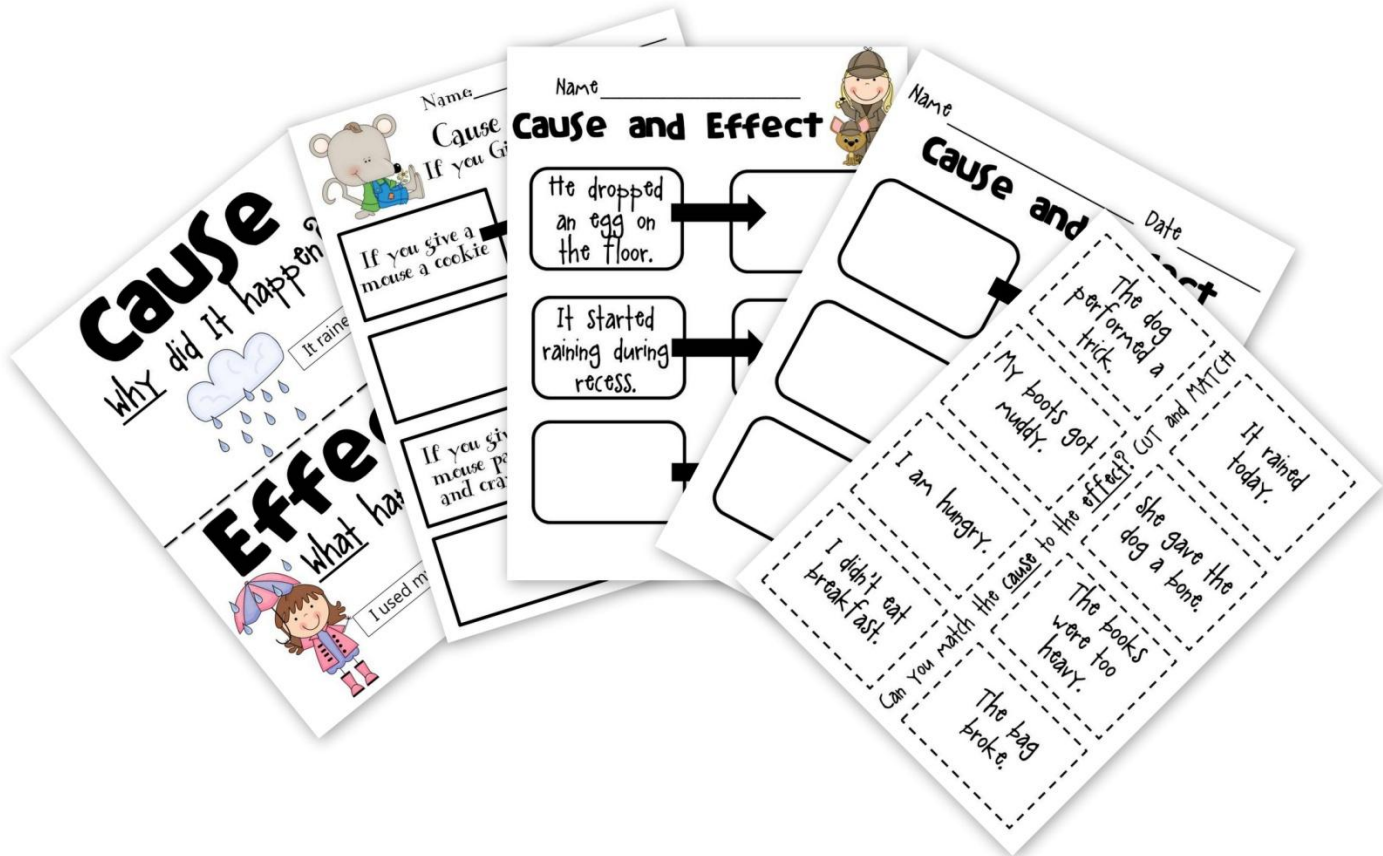 Cause
Why did It happen?
It raine
Effe
What ha
I used m
Name
Cause
If you Gi
If you give a
mouse a cookie
If you giv
mouse pa
and cra
Name
Cause and Effect
He dropped
an egg on
the floor.
It started
raining during
recess.
Name
Date
Cause and
fect
The dog
performed a
trick.
My boots got
muddy.
I am hungry.
I didn't eat
breakfast.
Can you match the cause to the effect? CUT and MATCH
It rained
today.
She gave the
dog a bone.
The books
were too
heavy.
The bag
broke.